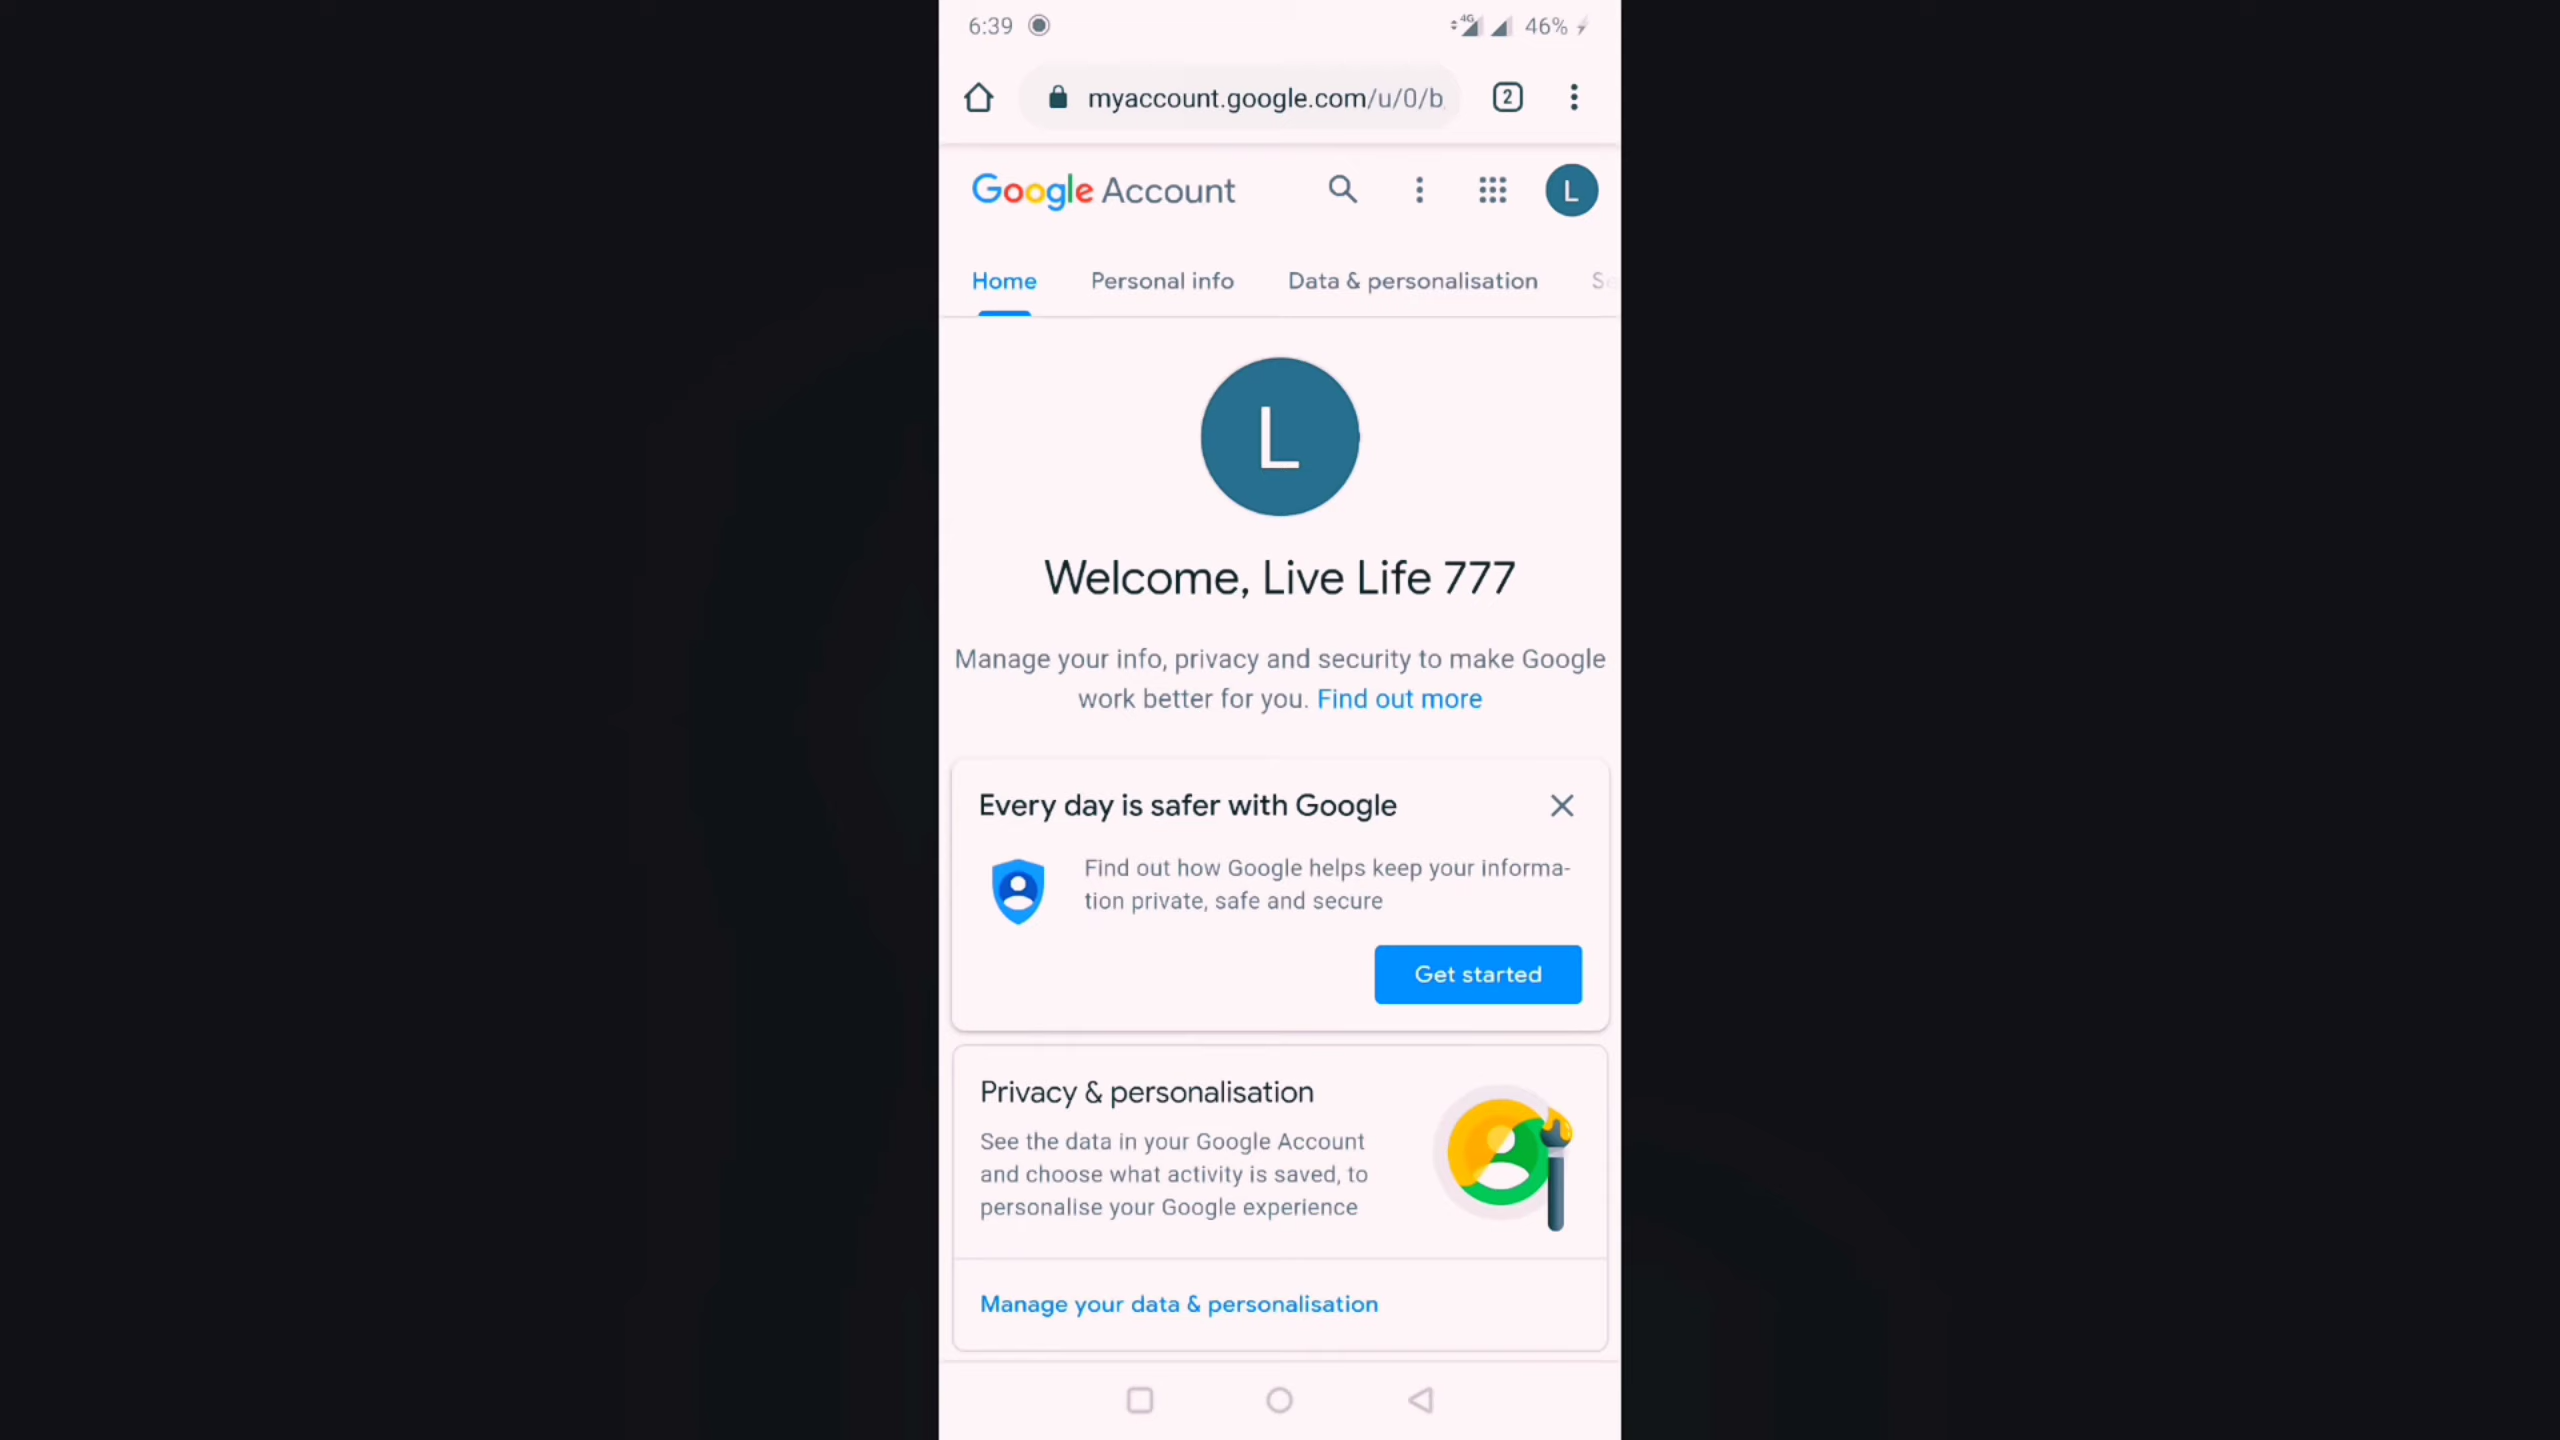 6:39
4G 46%
myaccount.google.com/u/0/b
2
Google Account
L
Home Personal info Data & personalisation
L
Welcome, Live Life 777
Manage your info, privacy and security to make Google
work better for you. Find out more
Every day is safer with Google
Find out how Google helps keep your informa-
tion private, safe and secure
Get started
Privacy & personalisation
See the data in your Google Account
and choose what activity is saved, to
personalise your Google experience
Manage your data & personalisation